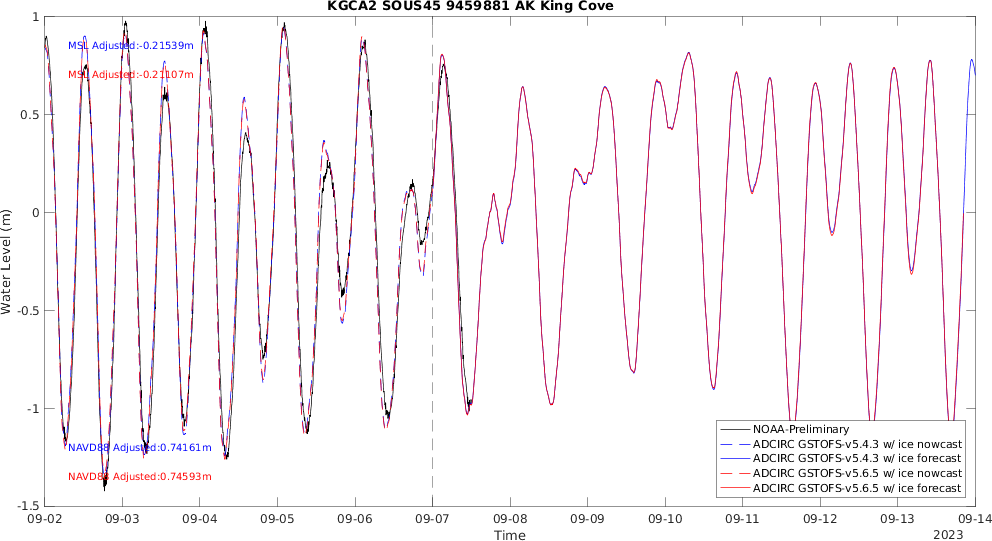 KGCA2 SOUS45 9459881 AK King Cove
MSL Adjusted:-0.21539m
MSL Adjusted:-0.21107m
NAVD88 Adjusted:0.74161m
NAVD88 Adjusted:0.74593m
Water Level (m)
1
0.5
0
-0.5
-1
-1.5
NOAA-Preliminary
ADCIRC GSTOFS-v5.4.3 w/ ice nowcast
ADCIRC GSTOFS-v5.4.3 w/ ice forecast
ADCIRC GSTOFS-v5.6.5 w/ ice nowcast
ADCIRC GSTOFS-v5.6.5 w/ ice forecast
09-02 09-03 09-04 09-05 09-06 09-07 09-08 09-09 09-10 09-11 09-12 09-13 09-14
Time
2023